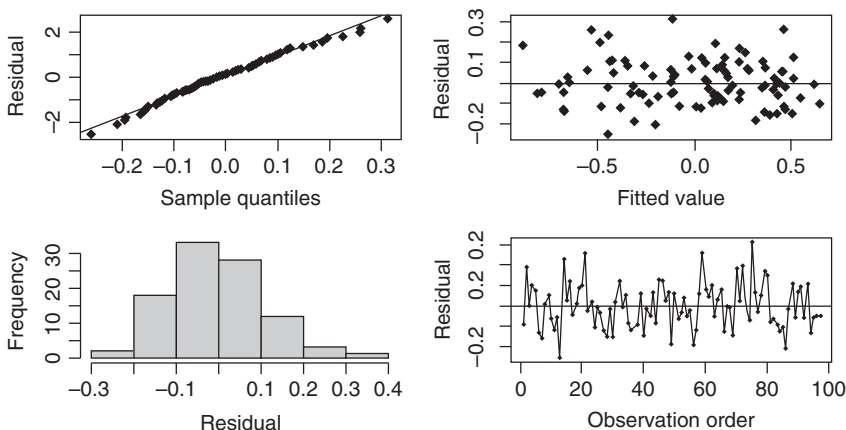 Residual
2
0
−2
−0.2 −0.1 0.0 0.1 0.2 0.3
Sample quantiles
Residual
0.3
0.1
−0.2
−0.5 0.0 0.5
Fitted value
Frequency
30
20
10
0
−0.3 −0.1 0.1 0.2 0.3 0.4
Residual
Residual
0.2
0.2
−0.2
0 20 40 60 80 100
Observation order